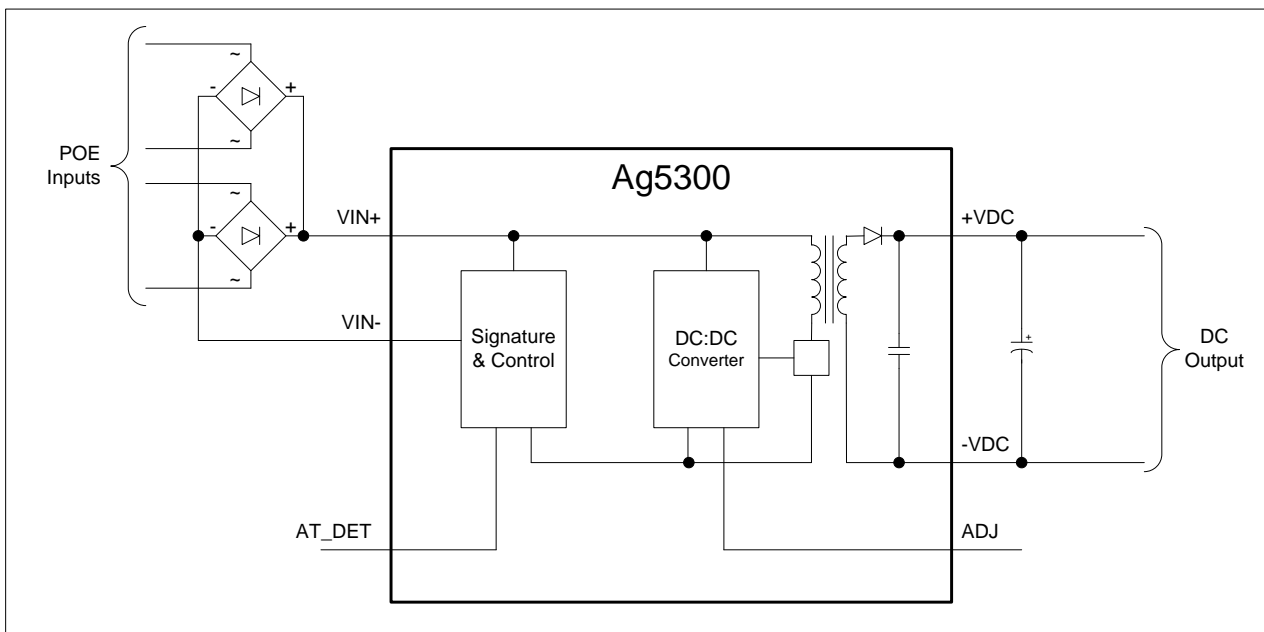 ~
- +
~
POE
Inputs
~
- +
~
Ag5300
VIN+
VIN-
Signature
& Control
DC:DC
Converter
+VDC
+
DC
Output
-VDC
AT_DET
ADJ